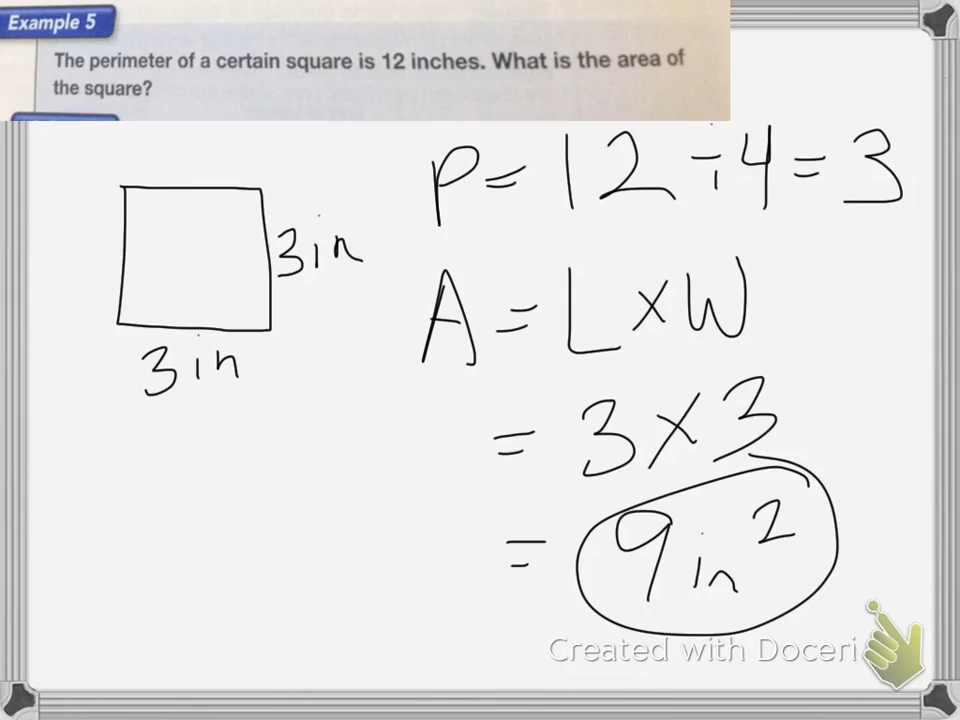 Example 5
The perimeter of a certain square is 12 inches. What is the area of
the square?
P = 12 ÷ 4 = 3
3 in
3 in
A = L x W
= 3 x 3
= 9 in²
Created with Doceri